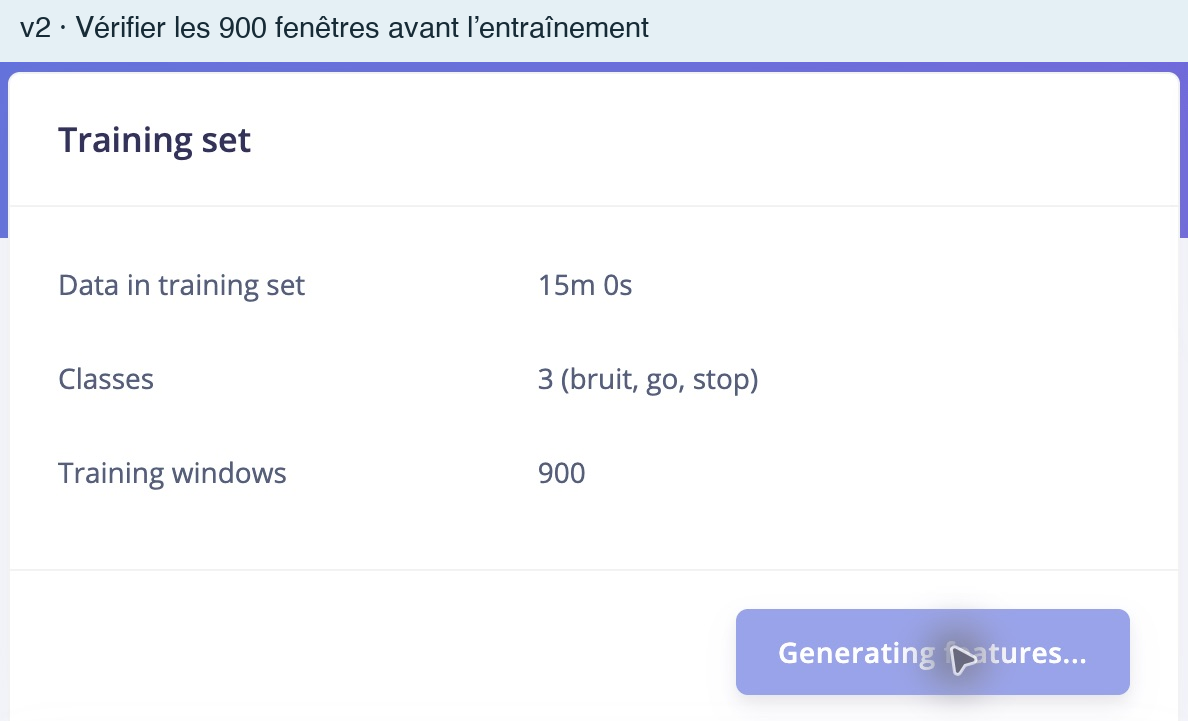 v2 · Vérifier les 900 fenêtres avant l’entraînement
Training set
Data in training set 15m 0s
Classes 3 (bruit, go, stop)
Training windows 900
Generating features...